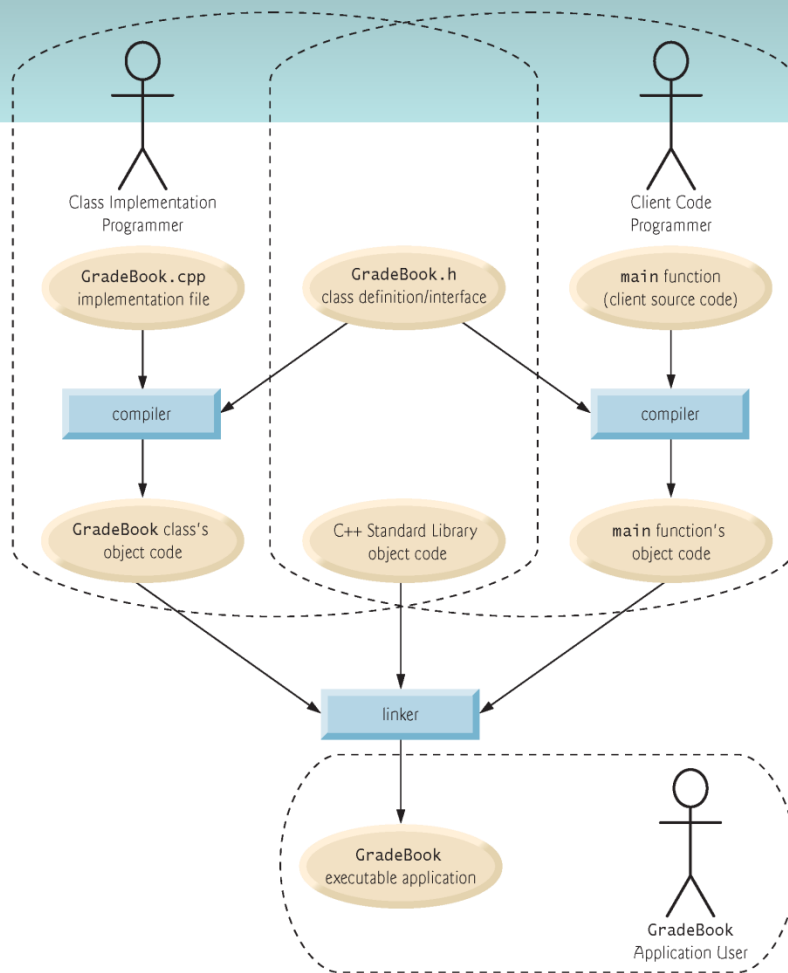 Class Implementation
Programmer
Client Code
Programmer
GradeBook.cpp
implementation file
GradeBook.h
class definition/interface
main function
(client source code)
compiler
compiler
GradeBook class's
object code
C++ Standard Library
object code
main function's
object code
linker
GradeBook
executable application
GradeBook
Application User